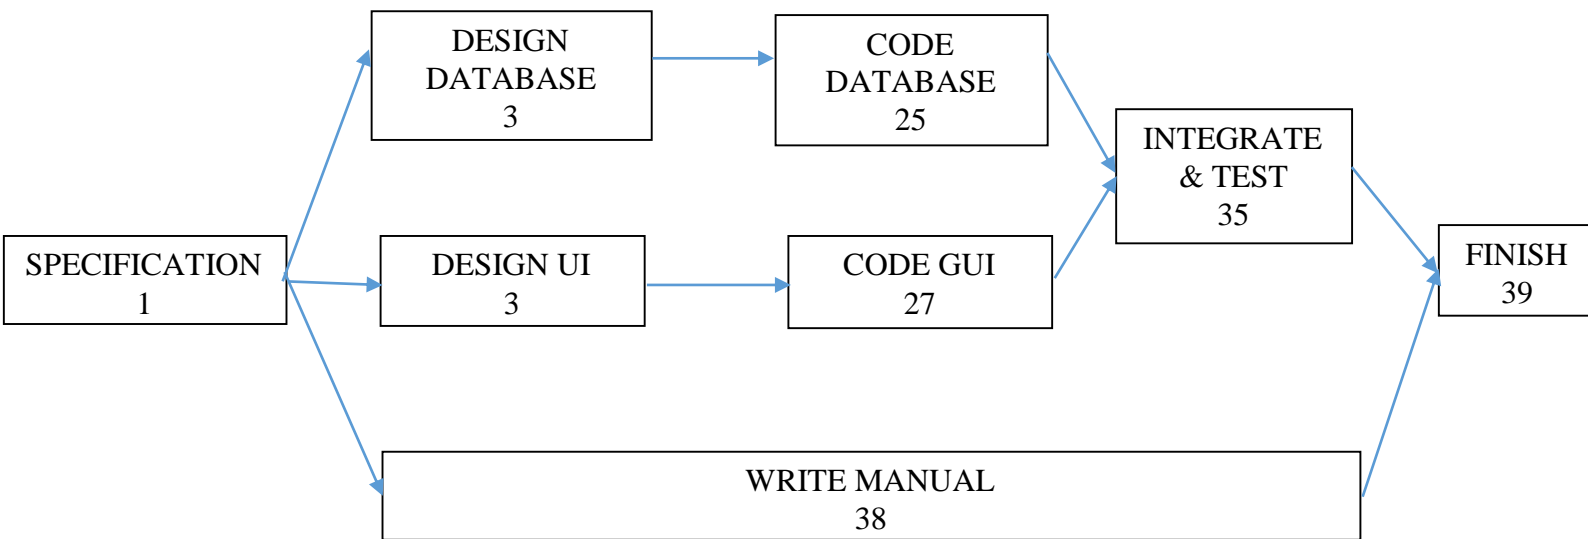 DESIGN
DATABASE
3
CODE
DATABASE
25
INTEGRATE
& TEST
35
SPECIFICATION
1
DESIGN UI
3
CODE GUI
27
FINISH
39
WRITE MANUAL
38